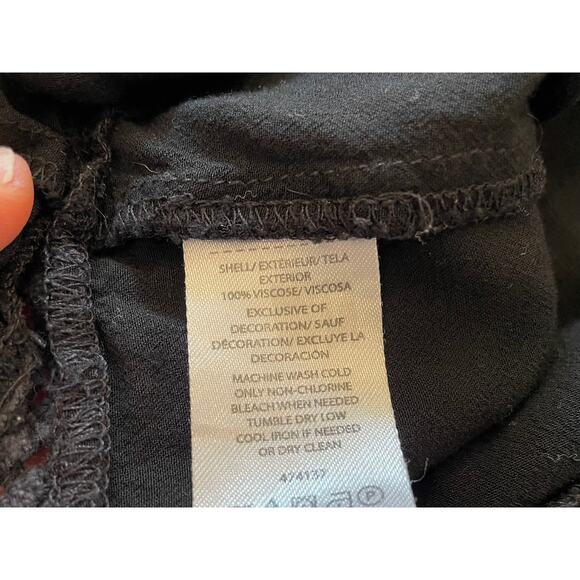 SHELL/ EXTÉRIEUR/ TELA
EXTERIOR
100% VISCOSE/ VISCOSA
EXCLUSIVE OF
DECORATION/ SAUF
DÉCORATION/ EXCLUYE LA
DECORACIÓN
MACHINE WASH COLD
ONLY NON-CHLORINE
BLEACH WHEN NEEDED
TUMBLE DRY LOW
COOL IRON IF NEEDED
OR DRY CLEAN
474137
P